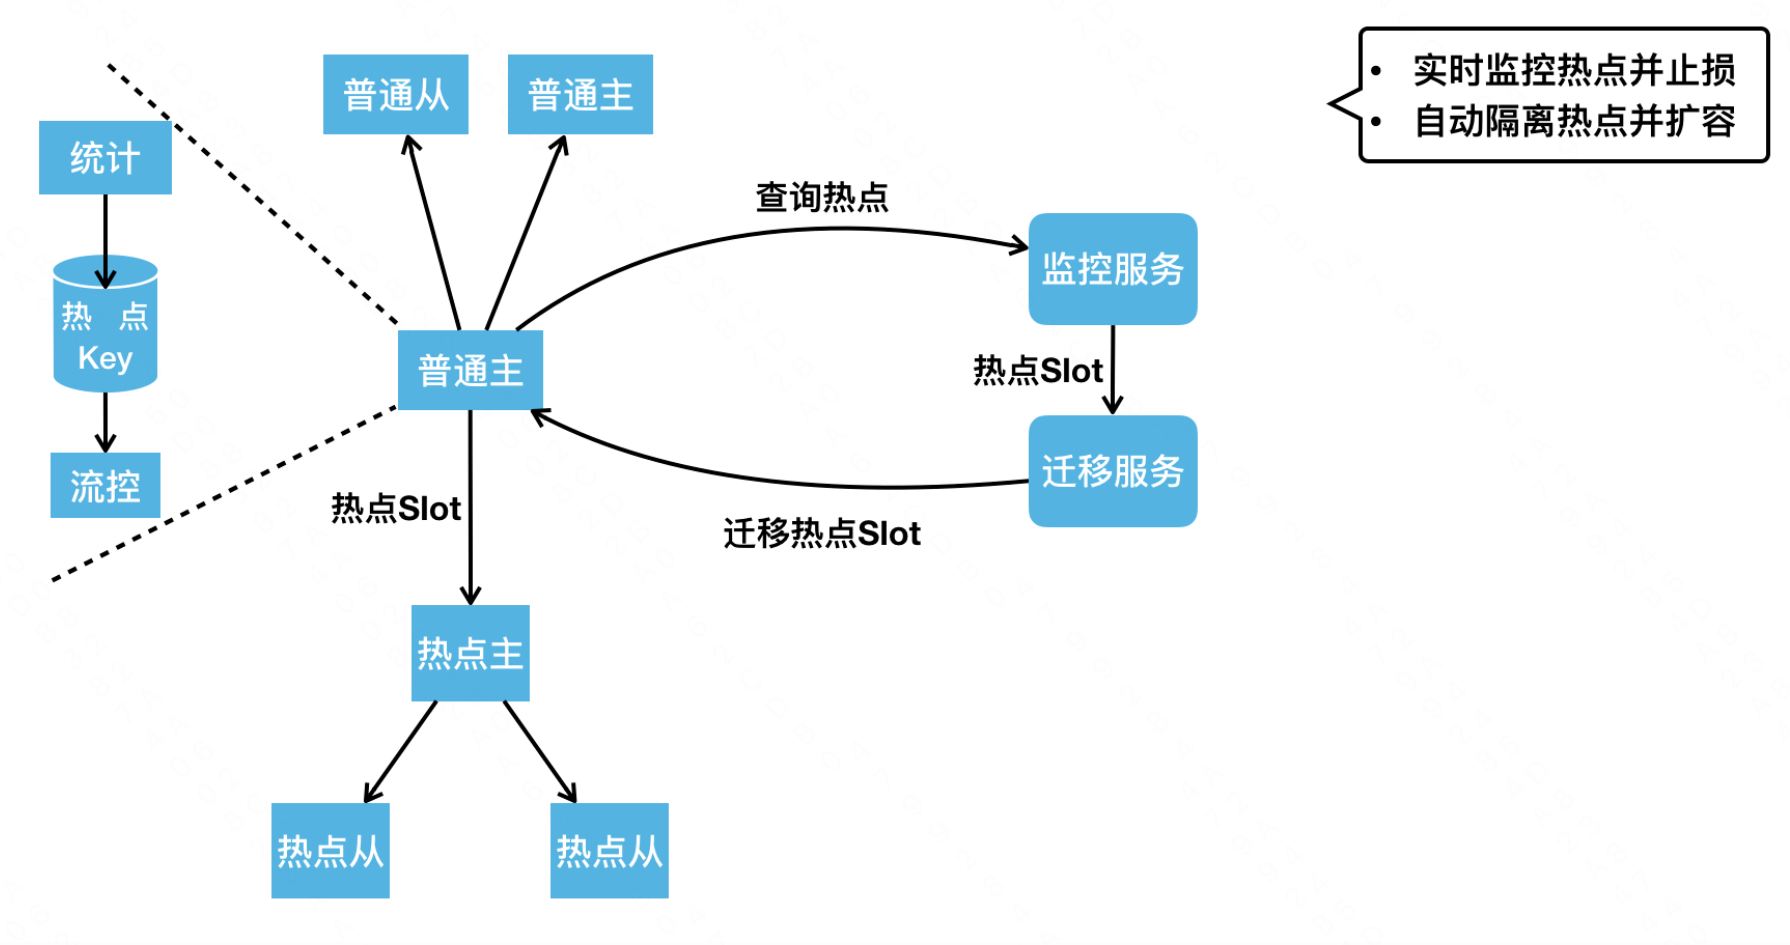 • 实时监控热点并止损
• 自动隔离热点并扩容
普通从
普通主
统计
查询热点
监控服务
热 点
Key
普通主
热点Slot
流控
热点Slot
迁移服务
迁移热点Slot
热点主
热点从
热点从